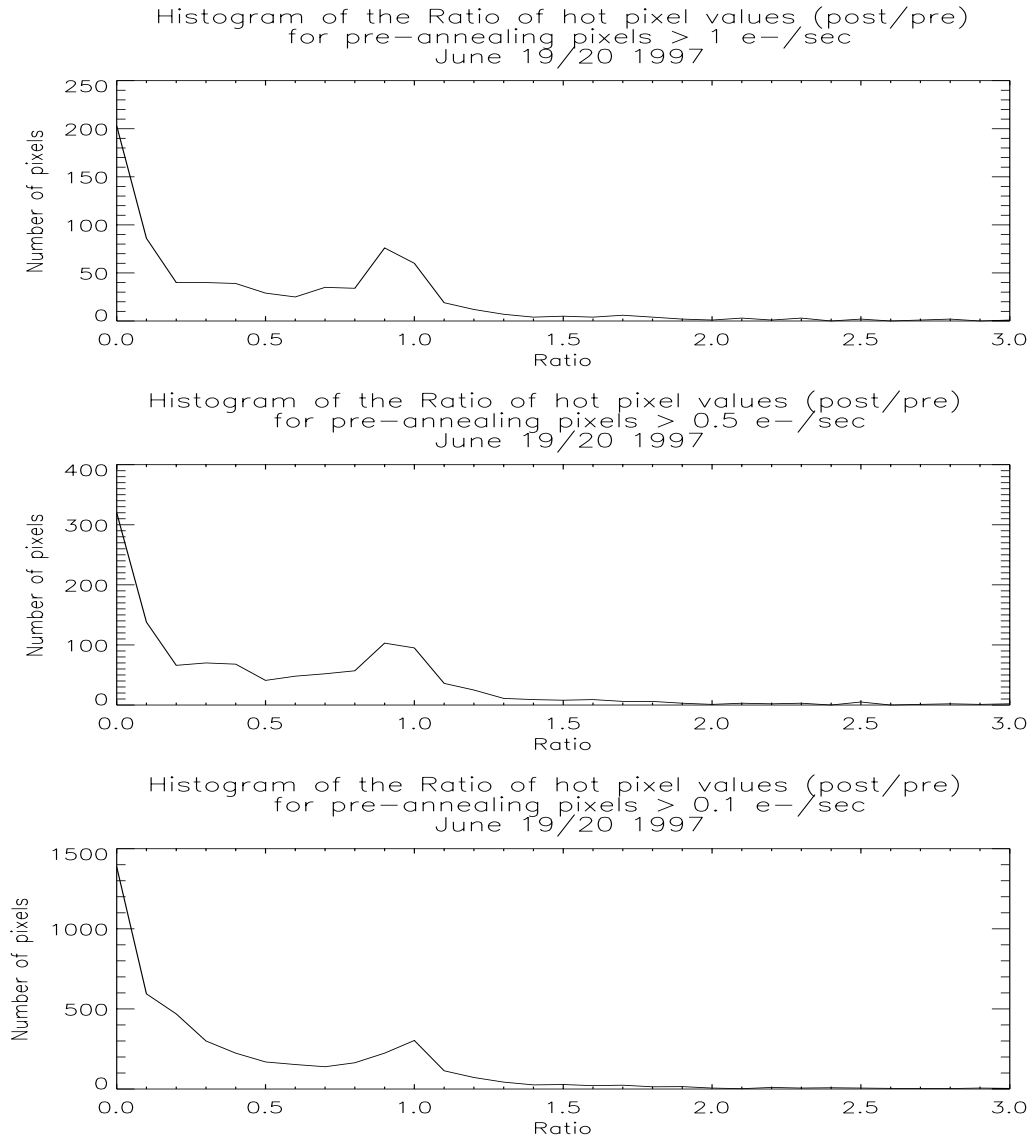 Histogram of the Ratio of hot pixel values (post/pre)
for pre-annealing pixels > 1 e-/sec
June 19/20 1997
250
200
150
100
50
0
Number of pixels
0.0 0.5 1.0 1.5 2.0 2.5 3.0
Ratio
Histogram of the Ratio of hot pixel values (post/pre)
for pre-annealing pixels > 0.5 e-/sec
June 19/20 1997
400
300
200
100
0
Number of pixels
0.0 0.5 1.0 1.5 2.0 2.5 3.0
Ratio
Histogram of the Ratio of hot pixel values (post/pre)
for pre-annealing pixels > 0.1 e-/sec
June 19/20 1997
1500
1000
500
0
Number of pixels
0.0 0.5 1.0 1.5 2.0 2.5 3.0
Ratio